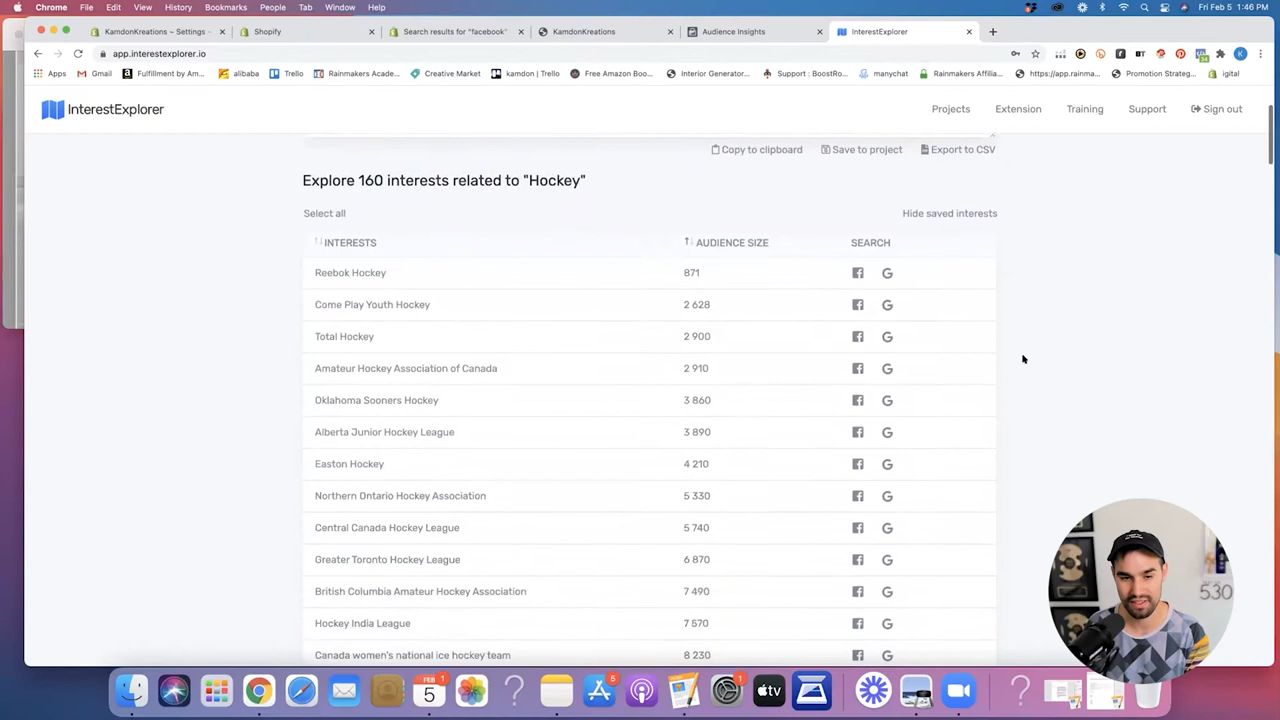 Chrome File Edit View History Bookmarks People Tab Window Help Fri Feb 5 1:46 PM
KamdonKreations ~ Settings - Shopify Search results for "facebook" KamdonKreations Audience Insights InterestExplorer
app.interestexplorer.io
Apps Gmail Fulfillment by Am... alibaba Trello Rainmakers Acade... Creative Market kamdon | Trello Free Amazon Boo... Interior Generator... Support : BoostRo... manychat Rainmakers Affilia... https://app.rainma... Promotion Strateg... igital
InterestExplorer Projects Extension Training Support Sign out
Copy to clipboard Save to project Export to CSV
Explore 160 interests related to "Hockey"
Select all Hide saved interests
INTERESTS AUDIENCE SIZE SEARCH
Reebok Hockey 871
Come Play Youth Hockey 2 628
Total Hockey 2 900
Amateur Hockey Association of Canada 2 910
Oklahoma Sooners Hockey 3 860
Alberta Junior Hockey League 3 890
Easton Hockey 4 210
Northern Ontario Hockey Association 5 330
Central Canada Hockey League 5 740
Greater Toronto Hockey League 6 870
British Columbia Amateur Hockey Association 7 490
Hockey India League 7 570
Canada women's national ice hockey team 8 230
530
FEB 1
5
5
1
tv